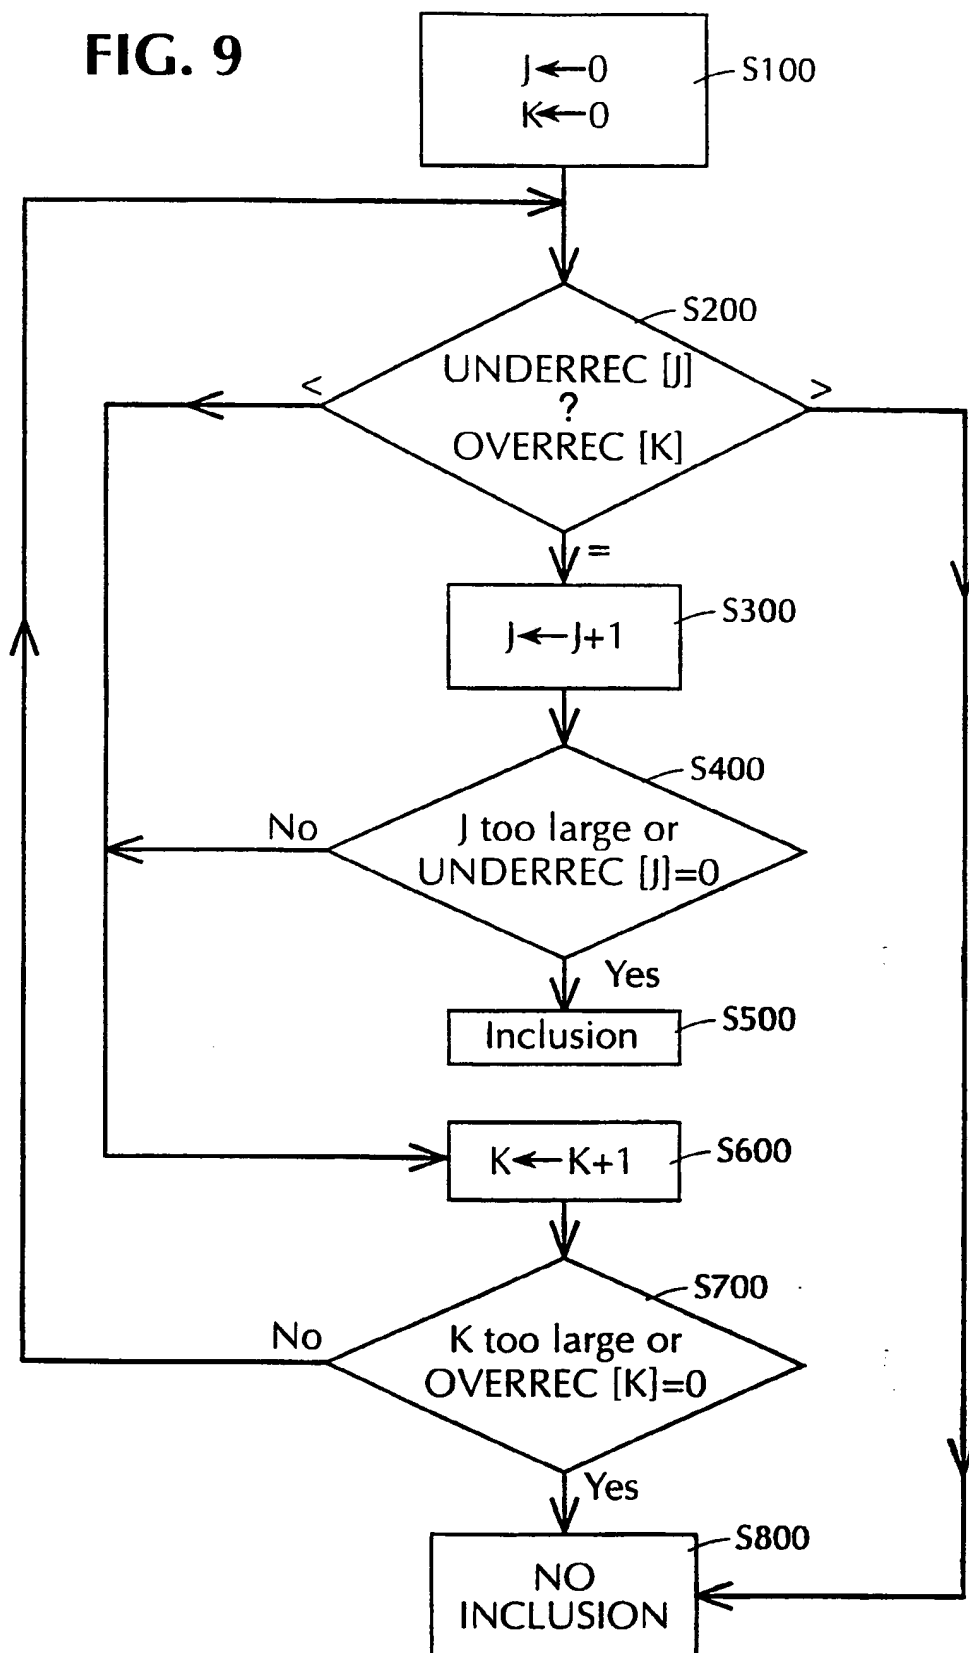 FIG. 9
J←0
K←0
S100
S200
UNDERREC [J]
?
OVERREC [K]
<
>
=
S300
J←J+1
S400
J too large or
UNDERREC [J]=0
No
Yes
Inclusion
S500
K←K+1
S600
S700
K too large or
OVERREC [K]=0
No
Yes
S800
NO
INCLUSION